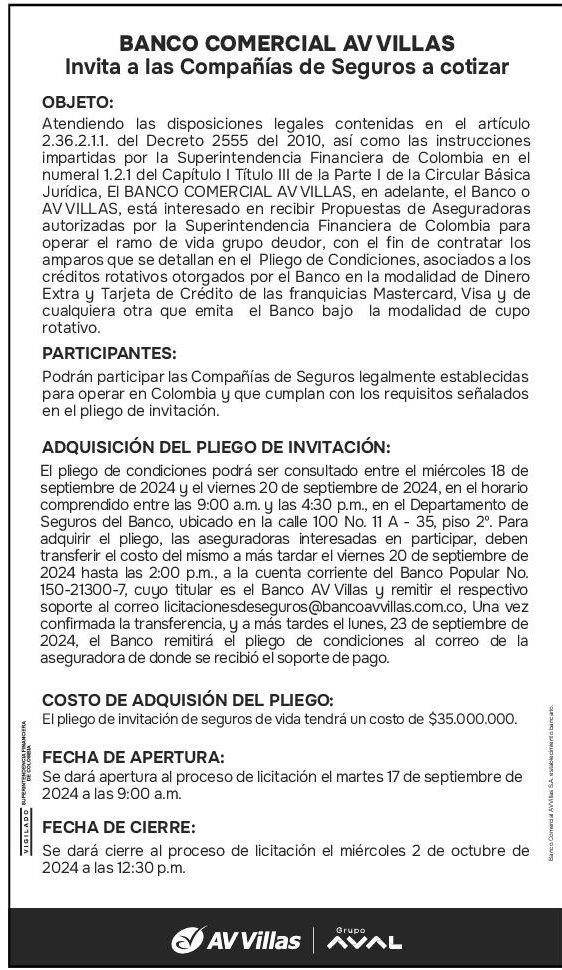 BANCO COMERCIAL AV VILLAS
Invita a las Compañías de Seguros a cotizar
OBJETO:
Atendiendo las disposiciones legales contenidas en el artículo
2.36.2.1.1. del Decreto 2555 del 2010, así como las instrucciones
impartidas por la Superintendencia Financiera de Colombia en el
numeral 1.2.1 del Capítulo I Título III de la Parte I de la Circular Básica
Jurídica, El BANCO COMERCIAL AV VILLAS, en adelante, el Banco o
AV VILLAS, está interesado en recibir Propuestas de Aseguradoras
autorizadas por la Superintendencia Financiera de Colombia para
operar el ramo de vida grupo deudor, con el fin de contratar los
amparos que se detallan en el Pliego de Condiciones, asociados a los
créditos rotativos otorgados por el Banco en la modalidad de Dinero
Extra y Tarjeta de Crédito de las franquicias Mastercard, Visa y de
cualquiera otra que emita el Banco bajo la modalidad de cupo
rotativo.
PARTICIPANTES:
Podrán participar las Compañías de Seguros legalmente establecidas
para operar en Colombia y que cumplan con los requisitos señalados
en el pliego de invitación.
ADQUISICIÓN DEL PLIEGO DE INVITACIÓN:
El pliego de condiciones podrá ser consultado entre el miércoles 18 de
septiembre de 2024 y el viernes 20 de septiembre de 2024, en el horario
comprendido entre las 9:00 a.m. y las 4:30 p.m., en el Departamento de
Seguros del Banco, ubicado en la calle 100 No. 11 A - 35, piso 2º. Para
adquirir el pliego, las aseguradoras interesadas en participar, deben
transferir el costo del mismo a más tardar el viernes 20 de septiembre de
2024 hasta las 2:00 p.m., a la cuenta corriente del Banco Popular No.
150-21300-7, cuyo titular es el Banco AV Villas y remitir el respectivo
soporte al correo licitacionesdeseguros@bancoavvillas.com.co, Una vez
confirmada la transferencia, y a más tardes el lunes, 23 de septiembre de
2024, el Banco remitirá el pliego de condiciones al correo de la
aseguradora de donde se recibió el soporte de pago.
COSTO DE ADQUISIÓN DEL PLIEGO:
El pliego de invitación de seguros de vida tendrá un costo de $35.000.000.
FECHA DE APERTURA:
Se dará apertura al proceso de licitación el martes 17 de septiembre de
2024 a las 9:00 a.m.
FECHA DE CIERRE:
Se dará cierre al proceso de licitación el miércoles 2 de octubre de
2024 a las 12:30 p.m.
VIGILADO SUPERINTENDENCIA FINANCIERA
DE COLOMBIA
Banco Comercial AV Villas S.A. establecimiento bancario.
AV Villas
Grupo
AVAL